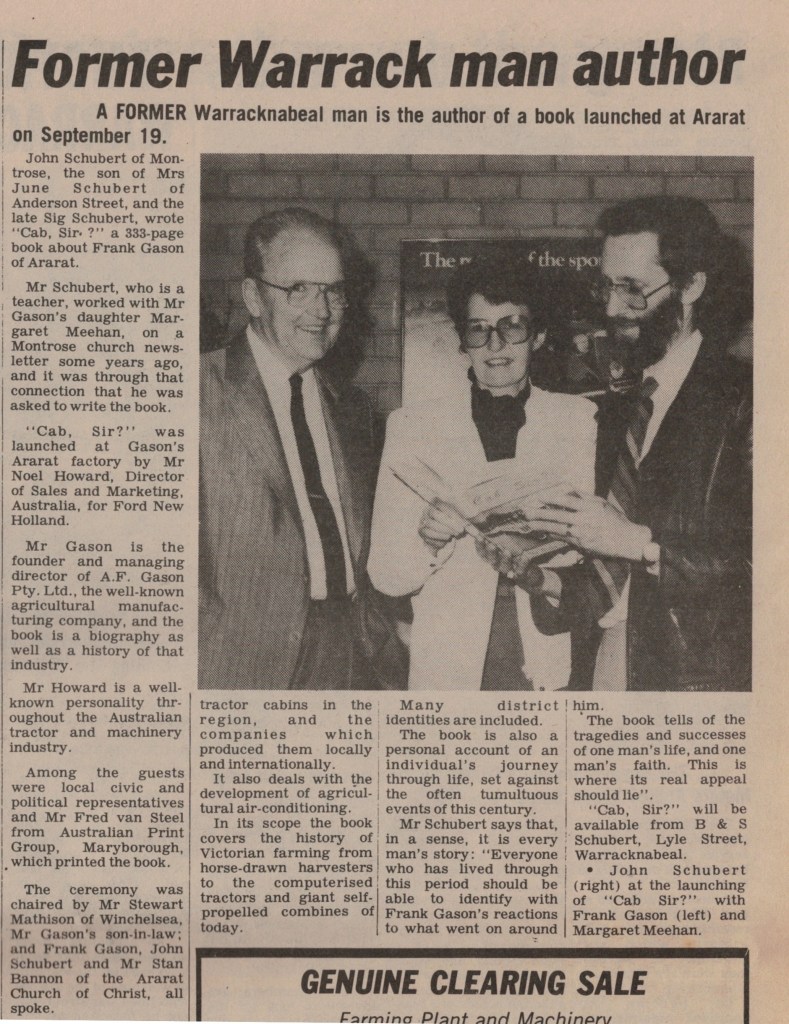 Former Warrack man author
A FORMER Warracknabeal man is the author of a book launched at Ararat
on September 19.
John Schubert of Mon-
trose, the son of Mrs
June Schubert of
Anderson Street, and the
late Sig Schubert, wrote
"Cab, Sir ?" a 333-page
book about Frank Gason
of Ararat.
Mr Schubert, who is a
teacher, worked with Mr
Gason's daughter Mar-
garet Meehan, on a
Montrose church news-
letter some years ago,
and it was through that
connection that he was
asked to write the book.
"Cab, Sir?" was
launched at Gason's
Ararat factory by Mr
Noel Howard, Director
of Sales and Marketing,
Australia, for Ford New
Holland.
Mr Gason is the
founder and managing
director of A.F. Gason
Pty. Ltd., the well-known
agricultural manufac-
turing company, and the
book is a biography as
well as a history of that
industry.
Mr Howard is a well-
known personality thr-
oughout the Australian
tractor and machinery
industry.
Among the guests
were local civic and
political representatives
and Mr Fred van Steel
from Australian Print
Group, Maryborough,
which printed the book.
The ceremony was
chaired by Mr Stewart
Mathison of Winchelsea,
Mr Gason's son-in-law;
and Frank Gason, John
Schubert and Mr Stan
Bannon of the Ararat
Church of Christ, all
spoke.
The f the spo
tractor cabins in the
region, and the
companies which
produced them locally
and internationally.
It also deals with the
development of agricul-
tural air-conditioning.
In its scope the book
covers the history of
Victorian farming from
horse-drawn harvesters
to the computerised
tractors and giant self-
propelled combines of
today.
Many district
identities are included.
The book is also a
personal account of an
individual's journey
through life, set against
the often tumultuous
events of this century.
Mr Schubert says that,
in a sense, it is every
man's story: "Everyone
who has lived through
this period should be
able to identify with
Frank Gason's reactions
to what went on around
him.
"The book tells of the
tragedies and successes
of one man's life, and one
man's faith. This is
where its real appeal
should lie".
"Cab, Sir?" will be
available from B & S
Schubert, Lyle Street,
Warracknabeal.
• John Schubert
(right) at the launching
of "Cab Sir?" with
Frank Gason (left) and
Margaret Meehan.
GENUINE CLEARING SALE
Farming Plant and Machinery